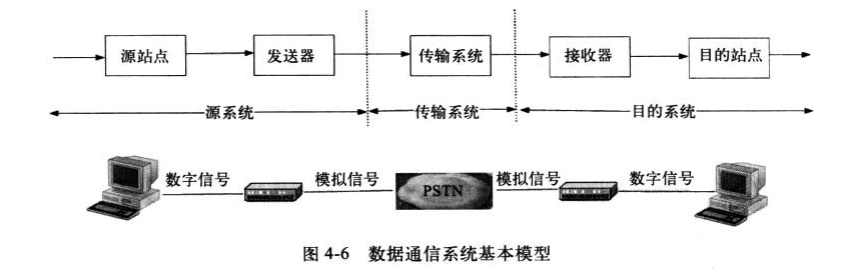 源站点 发送器 传输系统 接收器 目的站点
源系统 传输系统 目的系统
数字信号 模拟信号 PSTN 模拟信号 数字信号
图 4-6 数据通信系统基本模型